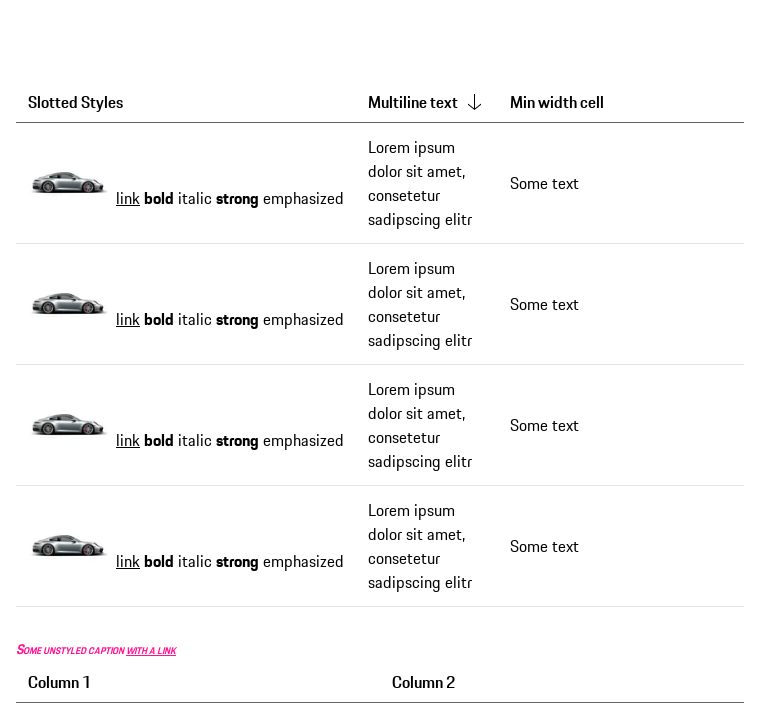 Slotted Styles Multiline text Min width cell
Lorem ipsum
dolor sit amet,
consetetur
sadipscing elitr
link bold italic strong emphasized
Some text
Lorem ipsum
dolor sit amet,
consetetur
sadipscing elitr
link bold italic strong emphasized
Some text
Lorem ipsum
dolor sit amet,
consetetur
sadipscing elitr
link bold italic strong emphasized
Some text
Lorem ipsum
dolor sit amet,
consetetur
sadipscing elitr
link bold italic strong emphasized
Some text
Some unstyled caption with a link
Column 1 Column 2